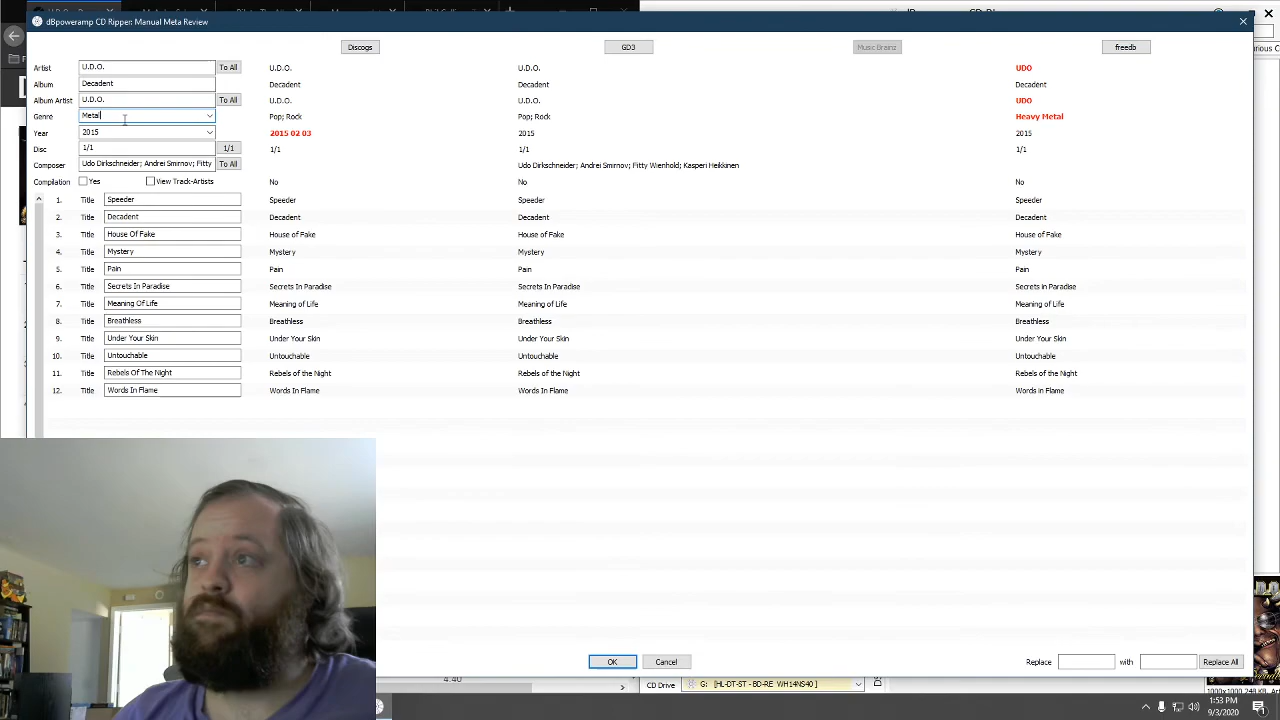 dBpoweramp CD Ripper: Manual Meta Review
Discogs GD3 Music Brainz freedb
Artist U.D.O. To All U.D.O. U.D.O. UDO
Album Decadent Decadent Decadent Decadent
Album Artist U.D.O. To All U.D.O. U.D.O. UDO
Genre Metal Pop; Rock Pop; Rock Heavy Metal
Year 2015 2015 02 03 2015 2015
Disc 1/1 1/1 1/1 1/1 1/1
Composer Udo Dirkschneider; Andrei Smirnov; Fitty To All Udo Dirkschneider; Andrei Smirnov; Fitty Wienhold; Kasperi Heikkinen
Compilation Yes View Track-Artists No No No
1. Title Speeder Speeder Speeder Speeder
2. Title Decadent Decadent Decadent Decadent
3. Title House Of Fake House of Fake House of Fake House of Fake
4. Title Mystery Mystery Mystery Mystery
5. Title Pain Pain Pain Pain
6. Title Secrets In Paradise Secrets In Paradise Secrets In Paradise Secrets in Paradise
7. Title Meaning Of Life Meaning of Life Meaning of Life Meaning of Life
8. Title Breathless Breathless Breathless Breathless
9. Title Under Your Skin Under Your Skin Under Your Skin Under Your Skin
10. Title Untouchable Untouchable Untouchable Untouchable
11. Title Rebels Of The Night Rebels of the Night Rebels of the Night Rebels of the Night
12. Title Words In Flame Words In Flame Words In Flame Words in Flame
OK Cancel Replace with Replace All
4:40 CD Drive G: [HL-DT-ST - BD-RE WH14NS40 ]
1:53 PM
9/3/2020